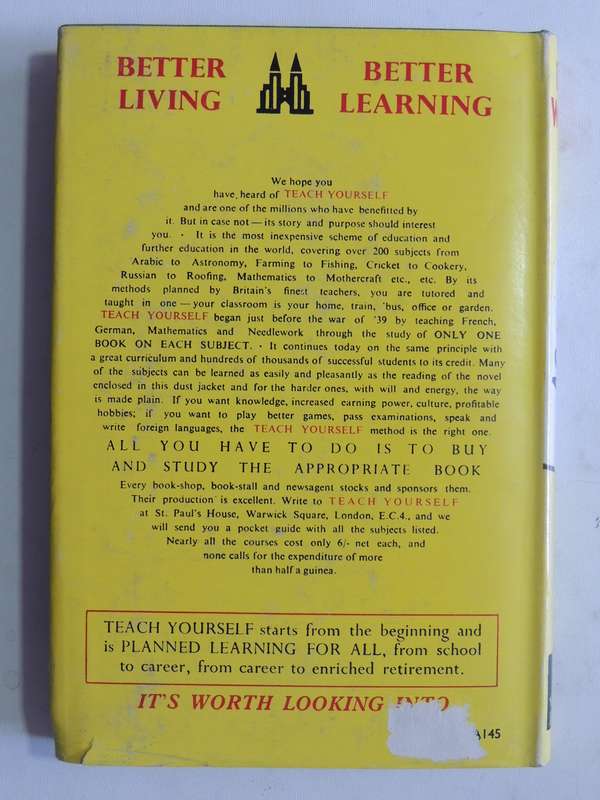 BETTER LIVING
BETTER LEARNING
We hope you
have, heard of TEACH YOURSELF
and are one of the millions who have benefitted by
it. But in case not — its story and purpose should interest
you. · It is the most inexpensive scheme of education and
further education in the world, covering over 200 subjects from
Arabic to Astronomy, Farming to Fishing, Cricket to Cookery,
Russian to Roofing, Mathematics to Mothercraft etc., etc. By its
methods planned by Britain's finest teachers, you are tutored and
taught in one — your classroom is your home, train, 'bus, office or garden.
TEACH YOURSELF began just before the war of '39 by teaching French,
German, Mathematics and Needlework through the study of ONLY ONE
BOOK ON EACH SUBJECT. · It continues today on the same principle with
a great curriculum and hundreds of thousands of successful students to its credit. Many
of the subjects can be learned as easily and pleasantly as the reading of the novel
enclosed in this dust jacket and for the harder ones, with will and energy, the way
is made plain. If you want knowledge, increased earning power, culture, profitable
hobbies; if you want to play better games, pass examinations, speak and
write foreign languages, the TEACH YOURSELF method is the right one.
ALL YOU HAVE TO DO IS TO BUY
AND STUDY THE APPROPRIATE BOOK
Every book-shop, book-stall and newsagent stocks and sponsors them.
Their production is excellent. Write to TEACH YOURSELF
at St. Paul's House, Warwick Square, London, E.C.4., and we
will send you a pocket guide with all the subjects listed.
Nearly all the courses cost only 6/- net each, and
none calls for the expenditure of more
than half a guinea.
TEACH YOURSELF starts from the beginning and
is PLANNED LEARNING FOR ALL, from school
to career, from career to enriched retirement.
IT'S WORTH LOOKING INTO
A145